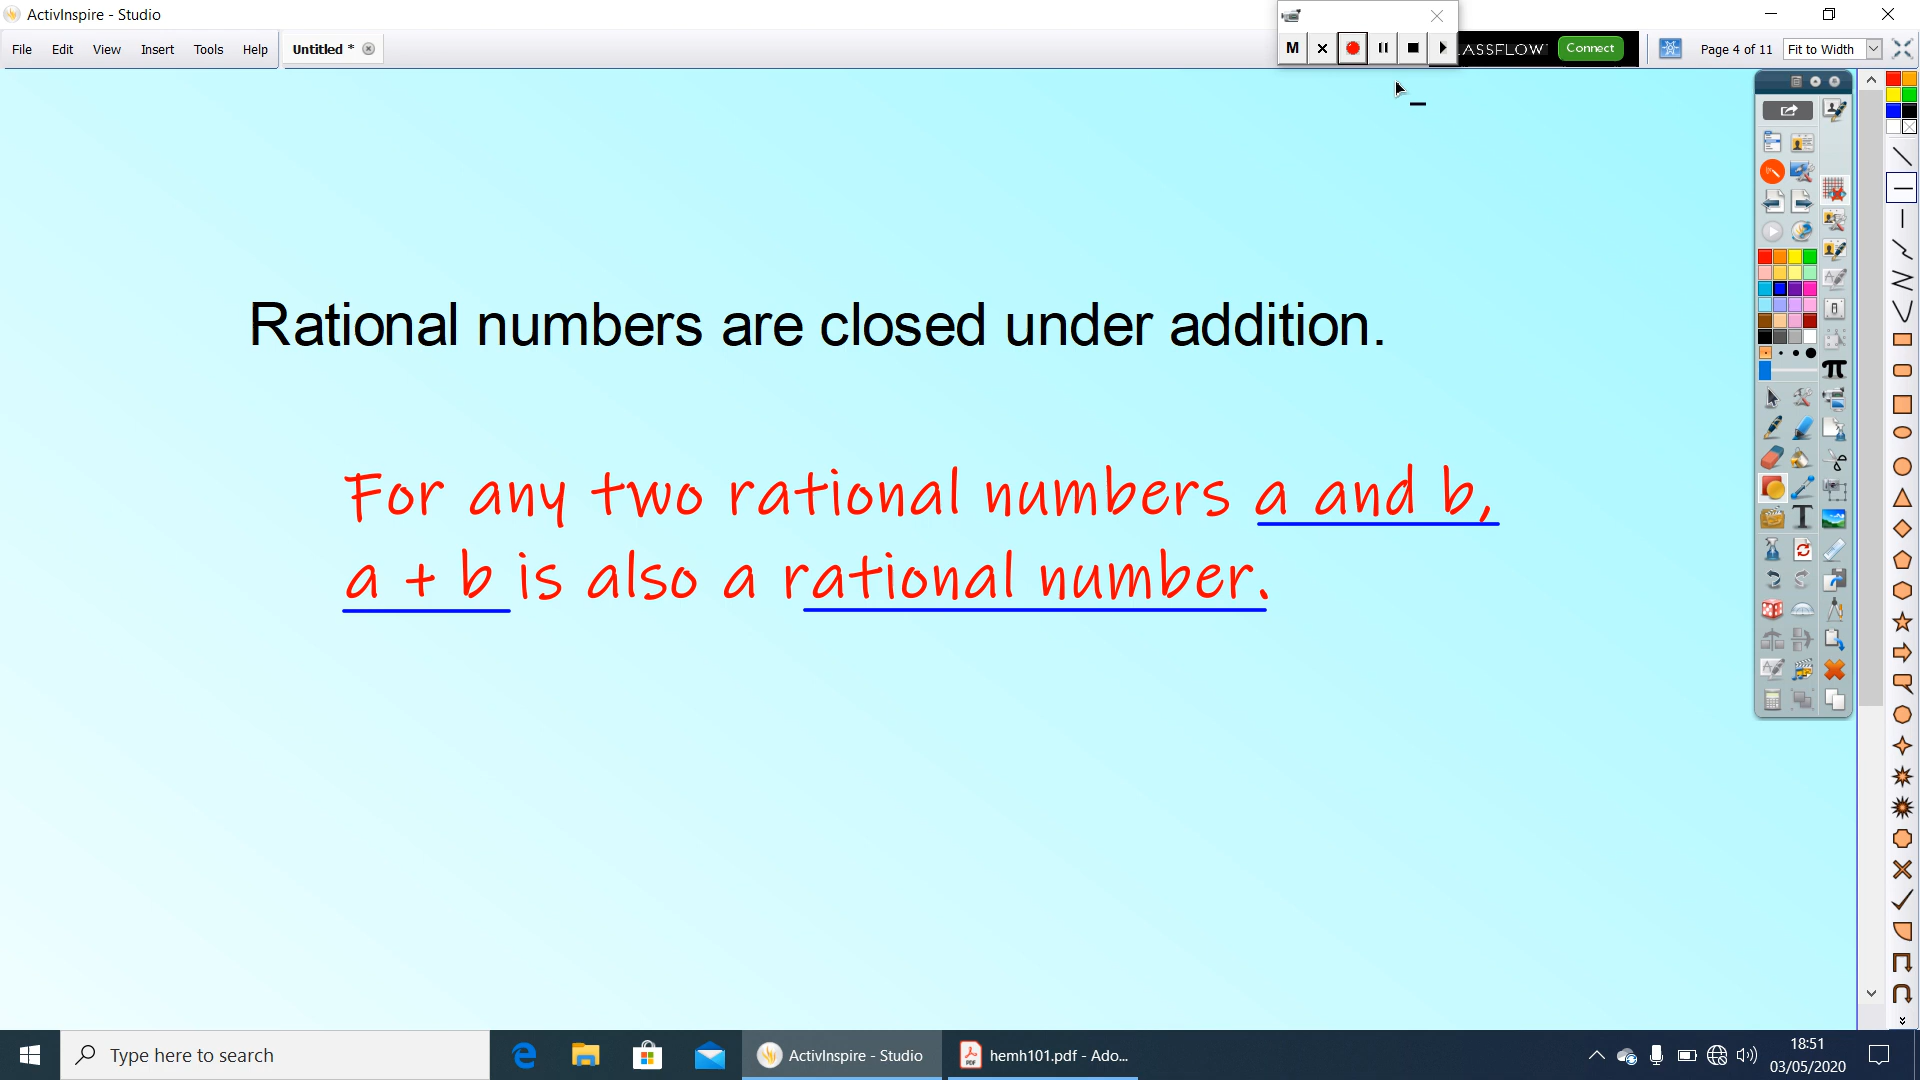 ActivInspire - Studio
File Edit View Insert Tools Help Untitled *
M
ASSFLOW Connect Page 4 of 11 Fit to Width
Rational numbers are closed under addition.
For any two rational numbers a and b,
a + b is also a rational number.
Type here to search
ActivInspire - Studio
hemh101.pdf - Ado...
18:51
03/05/2020